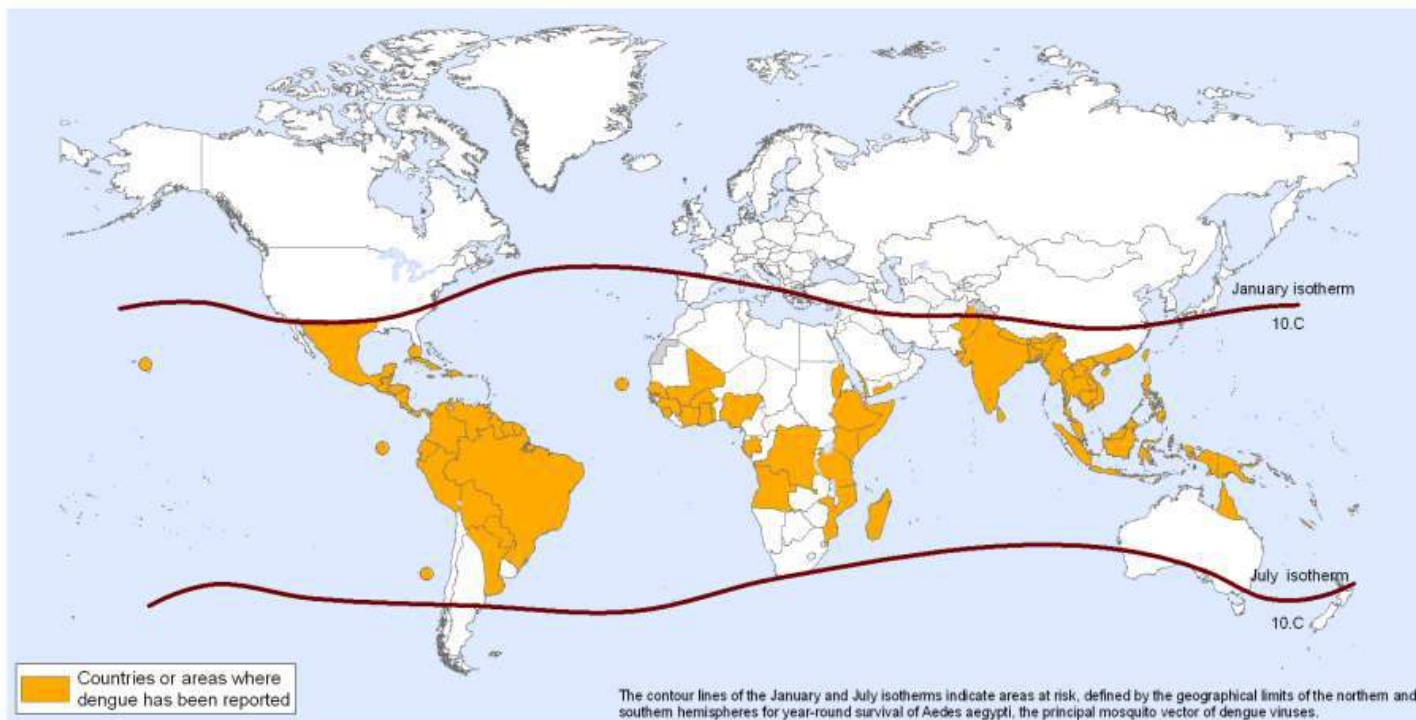 January isotherm
10.C
July isotherm
10.C
Countries or areas where
dengue has been reported
The contour lines of the January and July isotherms indicate areas at risk, defined by the geographical limits of the northern and
southern hemispheres for year-round survival of Aedes aegypti, the principal mosquito vector of dengue viruses.